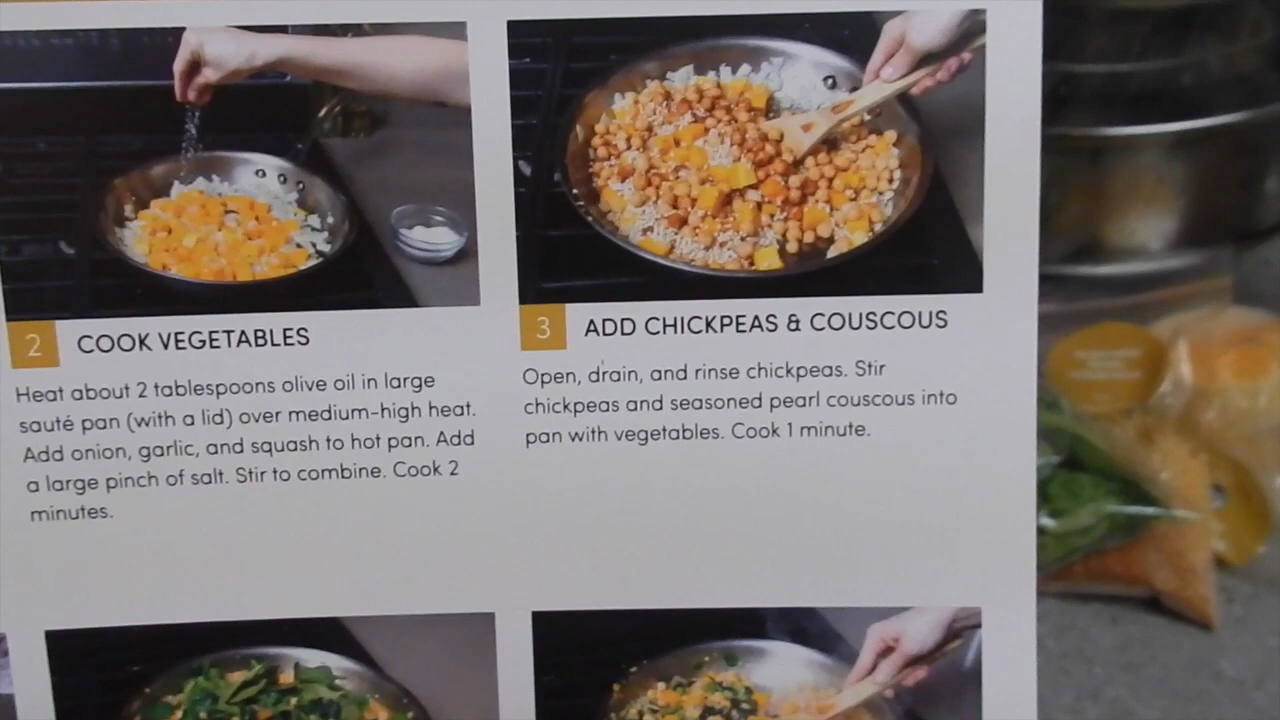 2 COOK VEGETABLES
Heat about 2 tablespoons olive oil in large
sauté pan (with a lid) over medium-high heat.
Add onion, garlic, and squash to hot pan. Add
a large pinch of salt. Stir to combine. Cook 2
minutes.
3 ADD CHICKPEAS & COUSCOUS
Open, drain, and rinse chickpeas. Stir
chickpeas and seasoned pearl couscous into
pan with vegetables. Cook 1 minute.